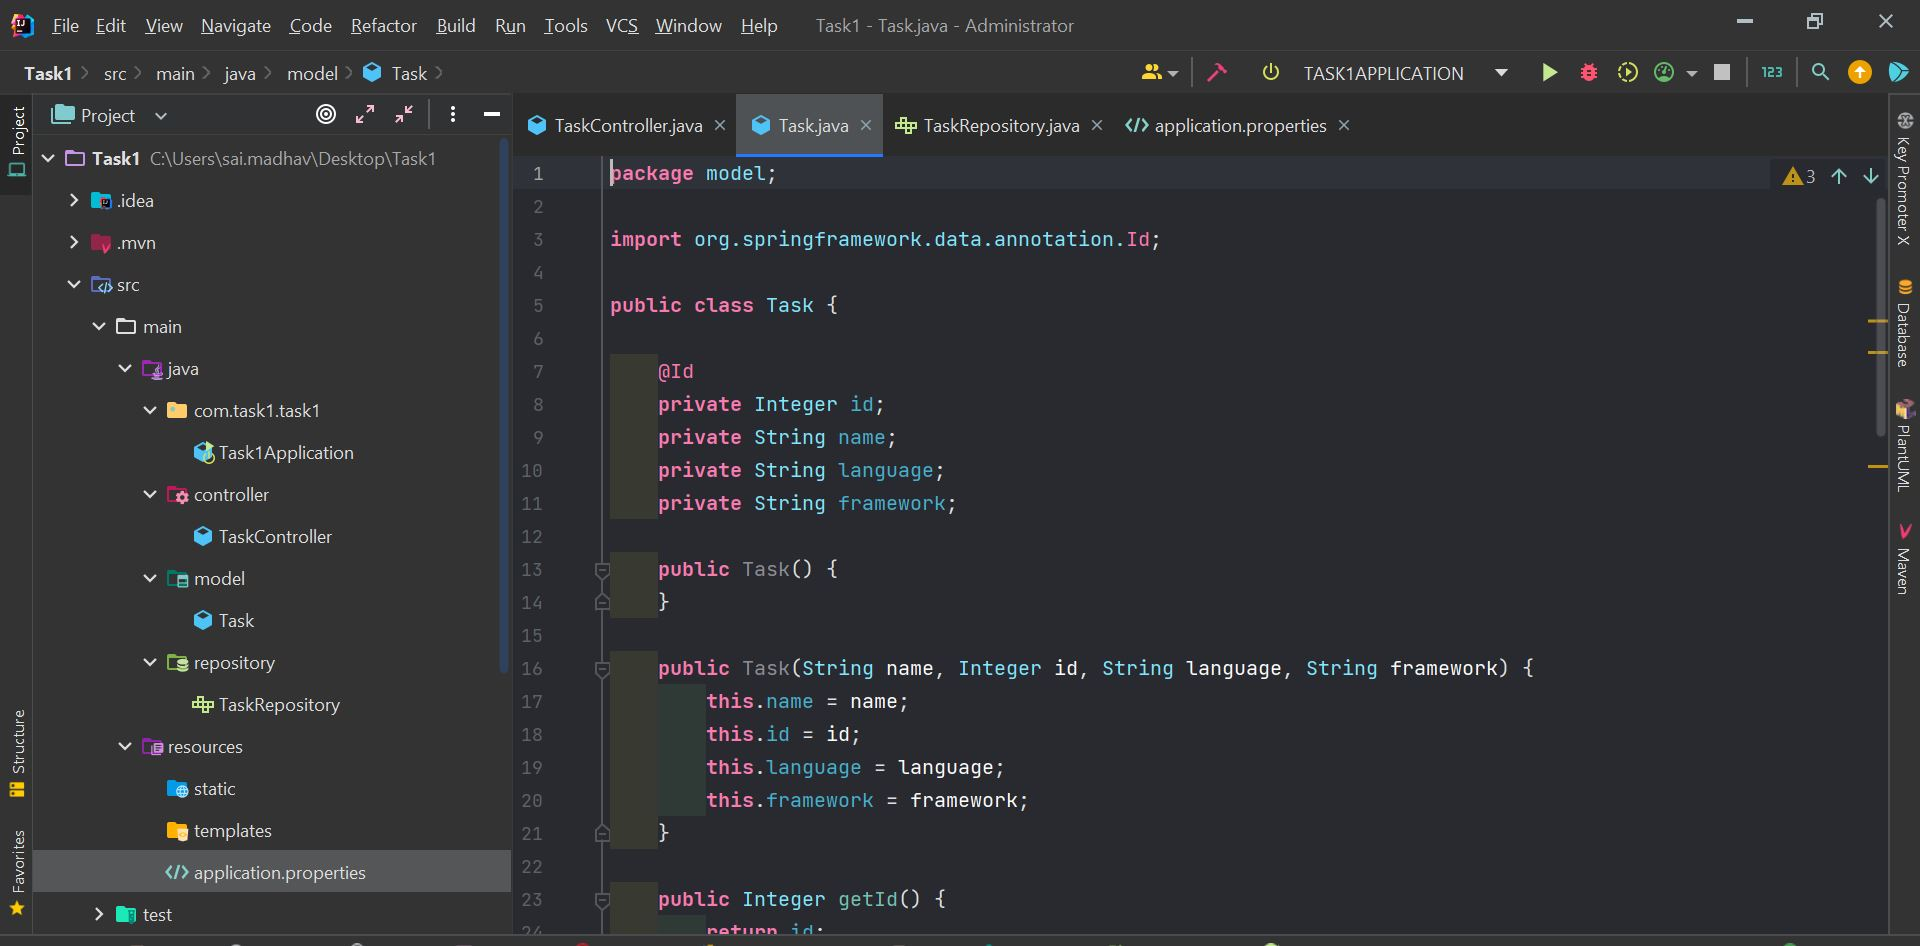 File Edit View Navigate Code Refactor Build Run Tools VCS Window Help Task1 - Task.java - Administrator
Task1 src main java model Task TASK1APPLICATION 123
Project
Project
Task1 C:\Users\sai.madhav\Desktop\Task1
.idea
.mvn
src
main
java
com.task1.task1
Task1Application
controller
TaskController
model
Task
repository
TaskRepository
resources
static
templates
application.properties
test
Structure
Favorites
TaskController.java Task.java TaskRepository.java application.properties
1 package model;
2
3 import org.springframework.data.annotation.Id;
4
5 public class Task {
6
7 @Id
8 private Integer id;
9 private String name;
10 private String language;
11 private String framework;
12
13 public Task() {
14 }
15
16 public Task(String name, Integer id, String language, String framework) {
17 this.name = name;
18 this.id = id;
19 this.language = language;
20 this.framework = framework;
21 }
22
23 public Integer getId() {
24 return id;
3
Key Promoter X
Database
PlantUML
Maven